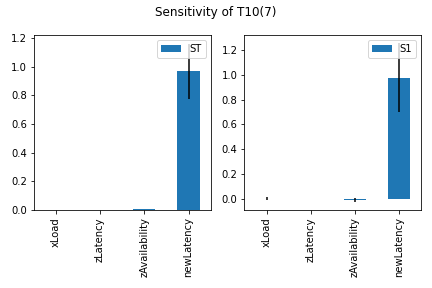 Sensitivity of T10(7)
ST
1.2
1.0
0.8
0.6
0.4
0.2
0.0
xLoad
zLatency
zAvailability
newLatency
S1
1.2
1.0
0.8
0.6
0.4
0.2
0.0
xLoad
zLatency
zAvailability
newLatency